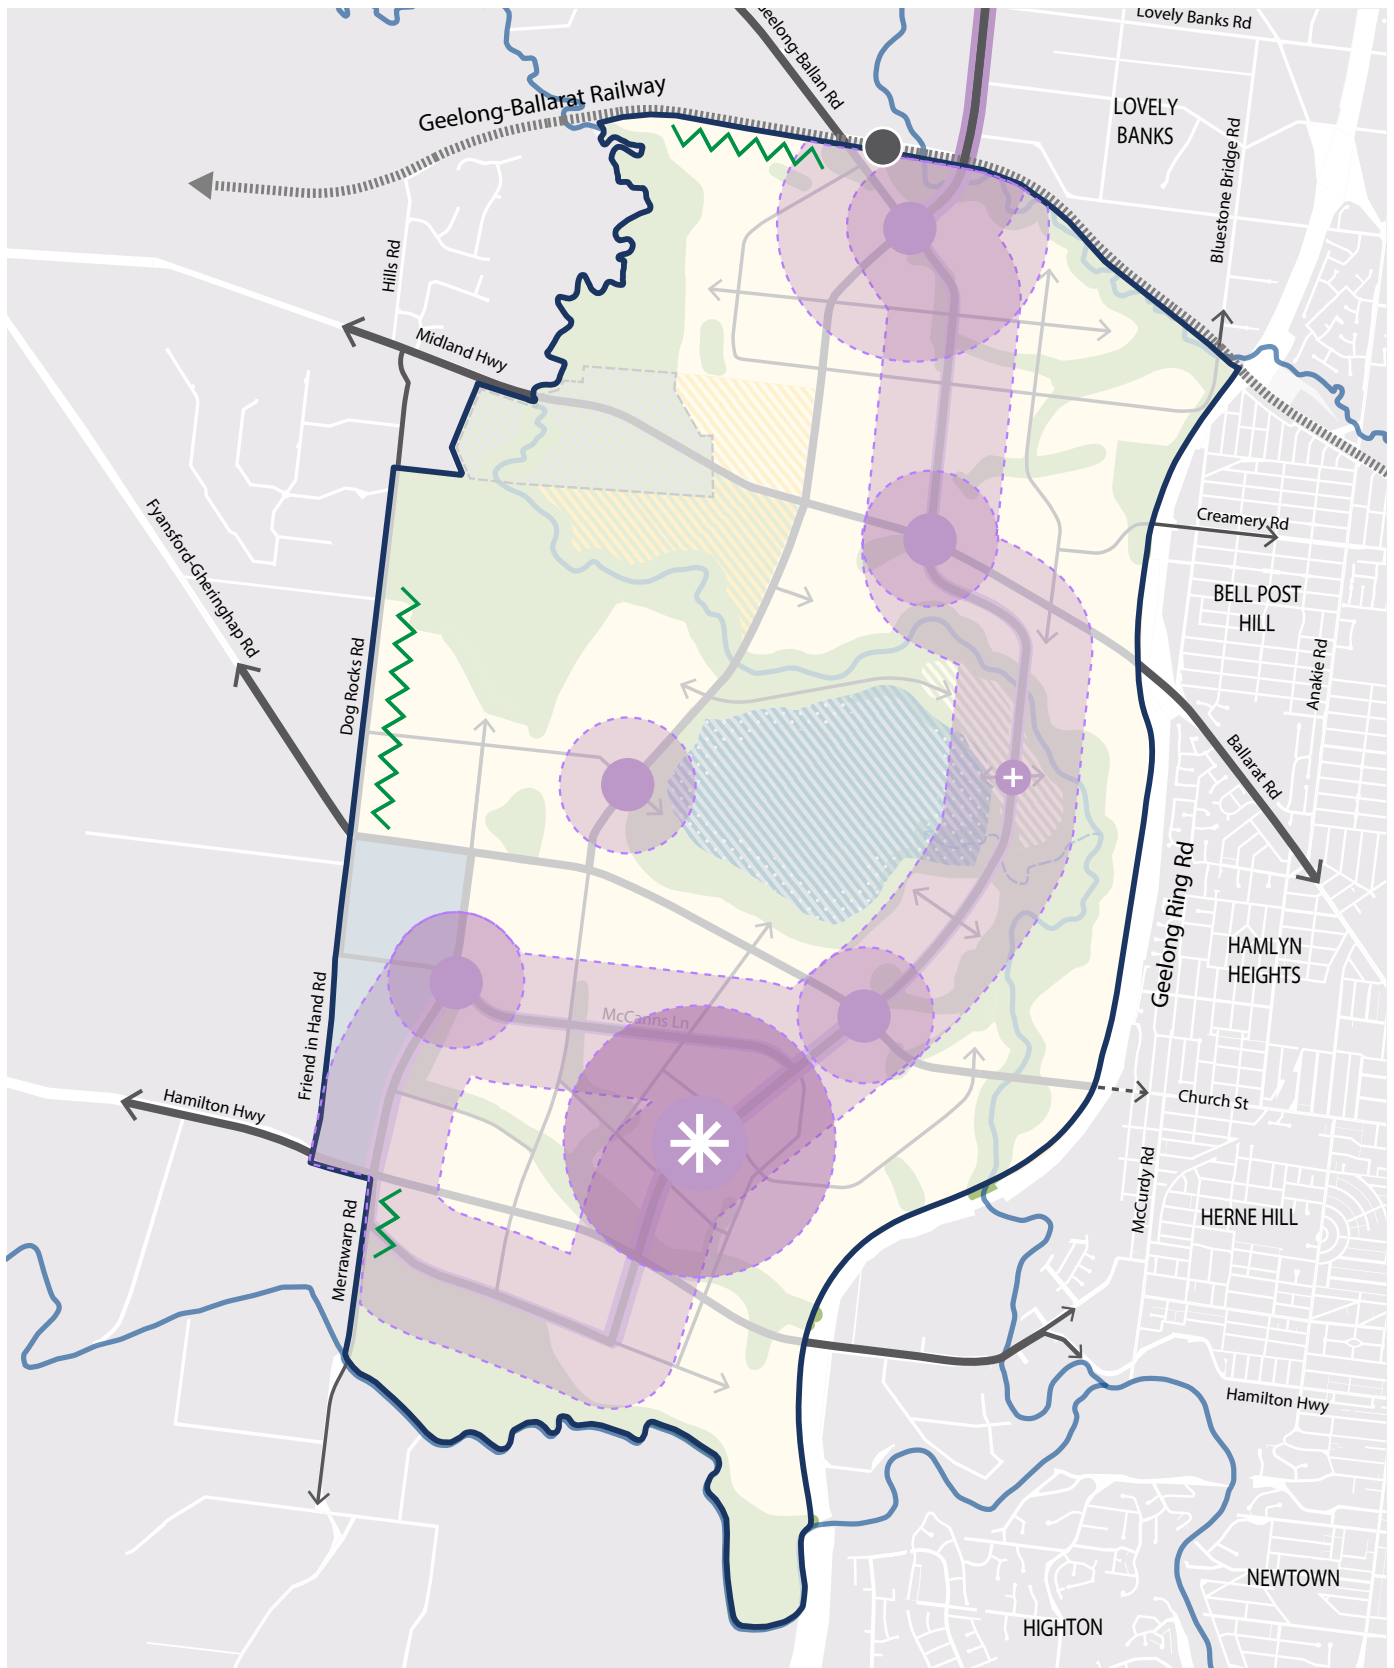 Lovely Banks Rd
Geelong-Ballan Rd
Geelong-Ballarat Railway
LOVELY
BANKS
Bluestone Bridge Rd
Hills Rd
Midland Hwy
Fyansford-Gheringhap Rd
Creamery Rd
BELL POST
HILL
Anakie Rd
Dog Rocks Rd
Ballarat Rd
Geelong Ring Rd
HAMLYN
HEIGHTS
Friend in Hand Rd
McCanns Ln
Hamilton Hwy
Church St
McCurdy Rd
Merrawarp Rd
HERNE HILL
Hamilton Hwy
NEWTOWN
HIGHTON